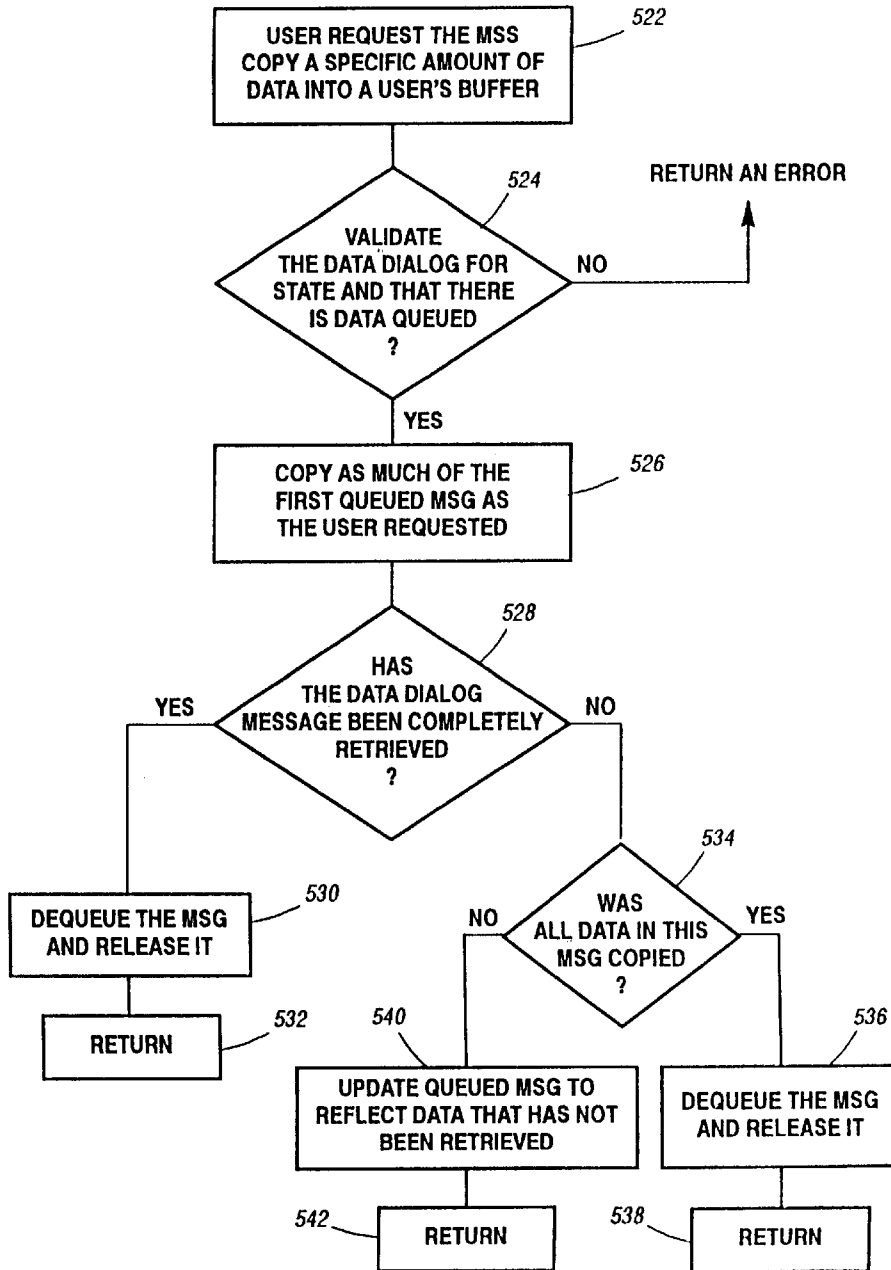 USER REQUEST THE MSS
COPY A SPECIFIC AMOUNT OF
DATA INTO A USER'S BUFFER
522
524
VALIDATE
THE DATA DIALOG FOR
STATE AND THAT THERE
IS DATA QUEUED
?
NO
RETURN AN ERROR
YES
COPY AS MUCH OF THE
FIRST QUEUED MSG AS
THE USER REQUESTED
526
528
HAS
THE DATA DIALOG
MESSAGE BEEN COMPLETELY
RETRIEVED
?
YES
NO
530
DEQUEUE THE MSG
AND RELEASE IT
RETURN
532
534
WAS
ALL DATA IN THIS
MSG COPIED
?
NO
YES
540
UPDATE QUEUED MSG TO
REFLECT DATA THAT HAS NOT
BEEN RETRIEVED
542
RETURN
536
DEQUEUE THE MSG
AND RELEASE IT
538
RETURN